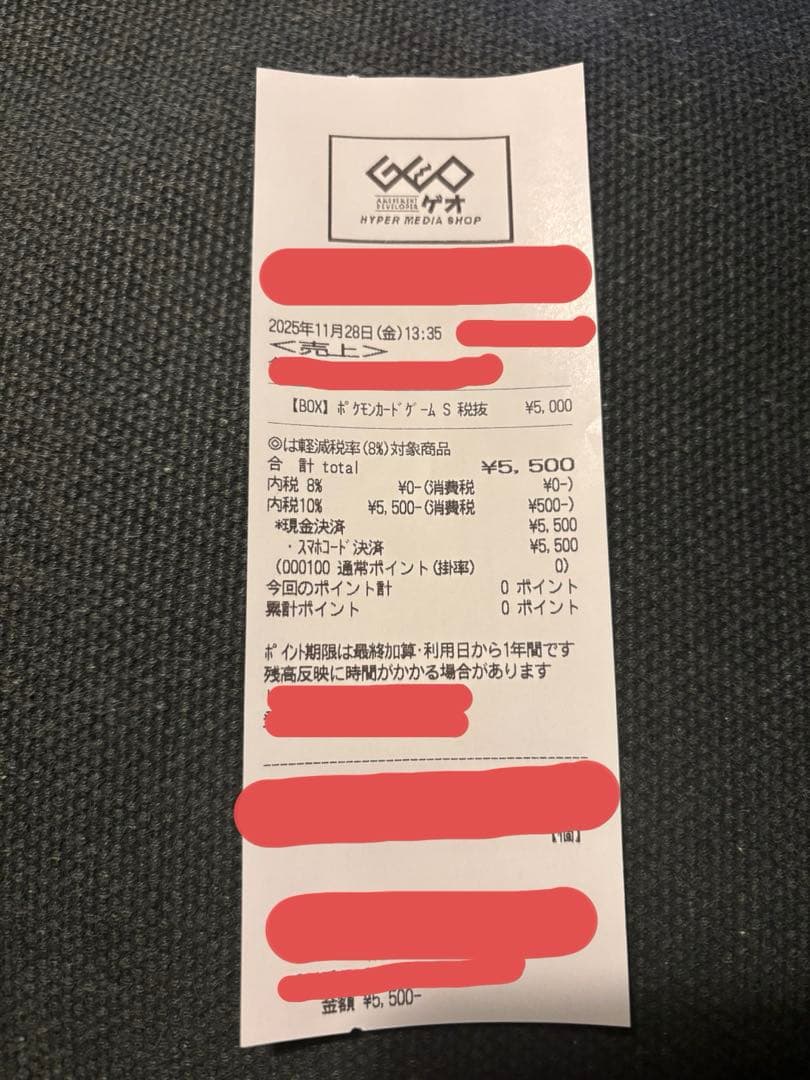 GEO
AMUSEMENT
DEVELOPER ゲオ
HYPER MEDIA SHOP
2025年11月28日(金)13:35
<売上>
【BOX】ポケモンカードゲーム S 税抜 ¥5,000
◎は軽減税率(8%)対象商品
合 計 total ¥5,500
内税 8% ¥0-(消費税 ¥0-)
内税10% ¥5,500-(消費税 ¥500-)
*現金決済 ¥5,500
・スマホコード決済 ¥5,500
(000100 通常ポイント(掛率) 0)
今回のポイント計 0 ポイント
累計ポイント 0 ポイント
ポイント期限は最終加算・利用日から1年間です
残高反映に時間がかかる場合があります
金額 ¥5,500-